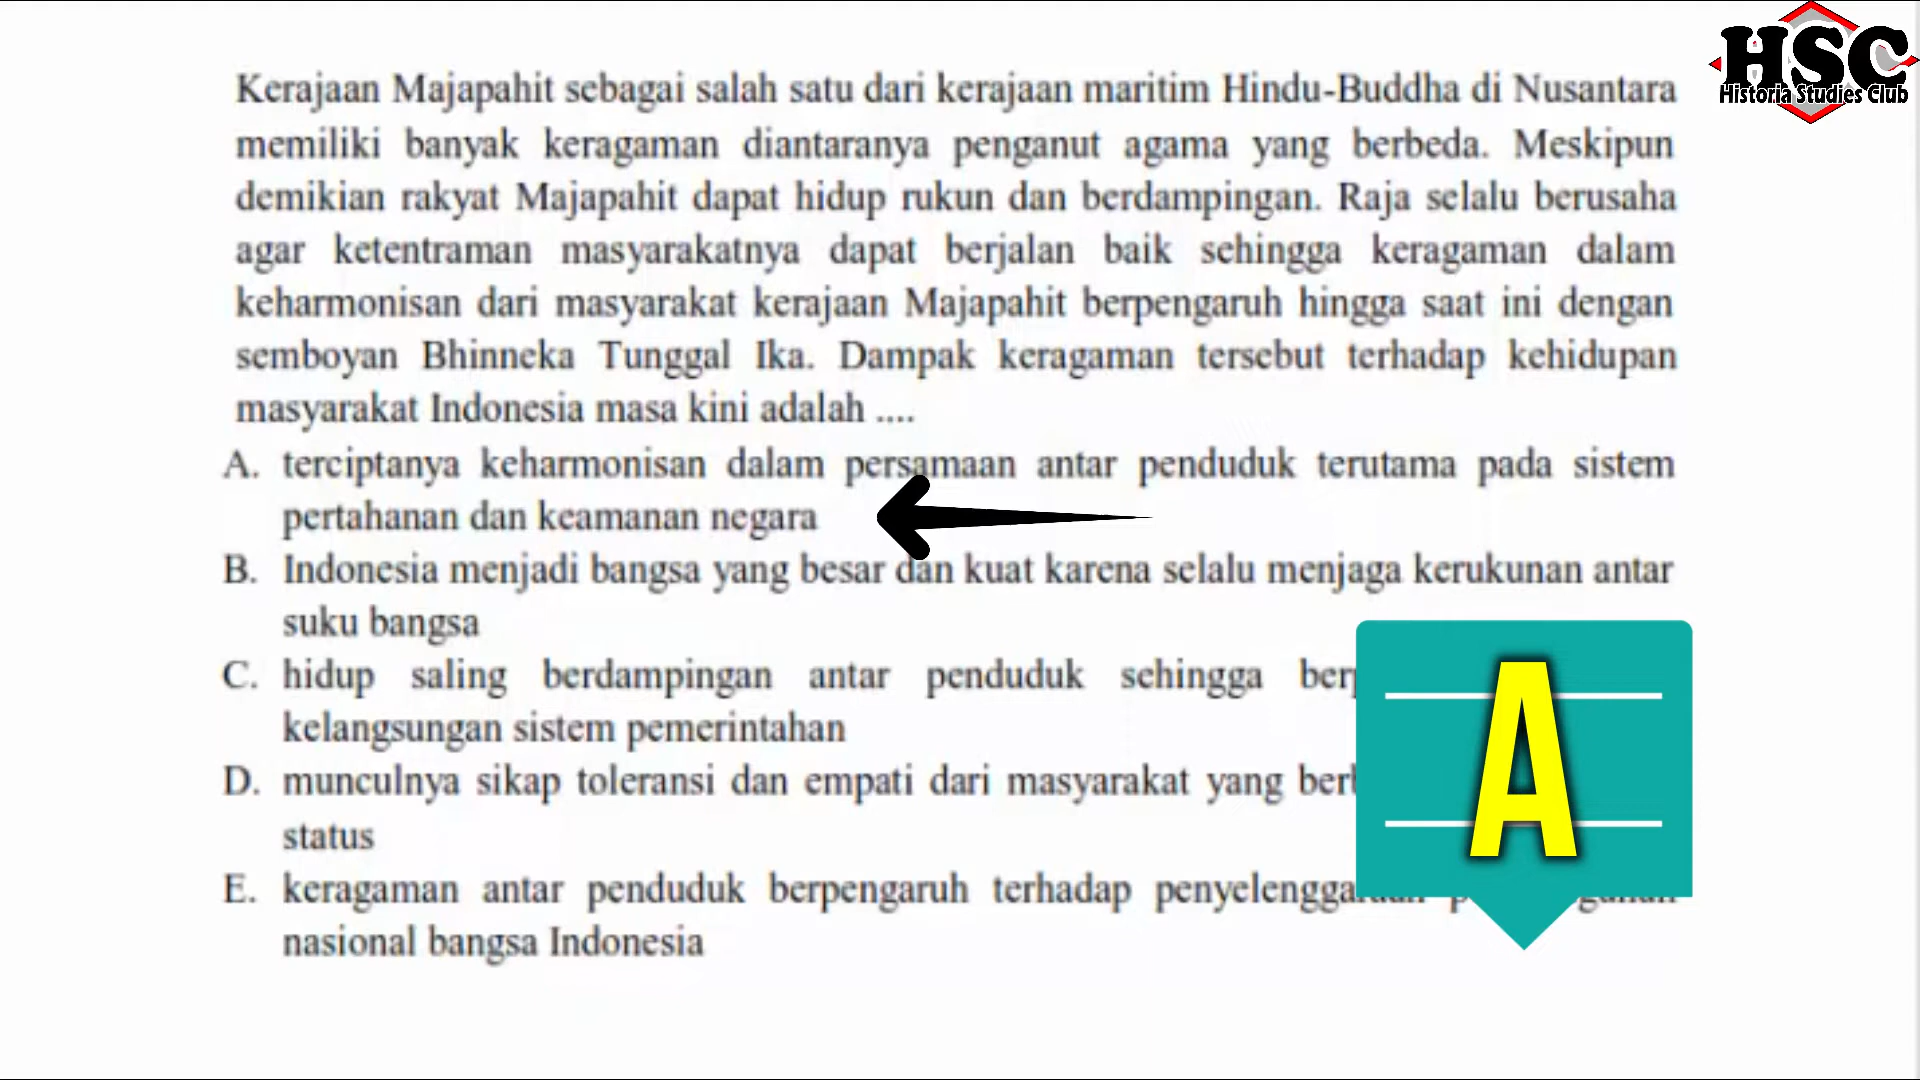 HSC
Historia Studies Club
Kerajaan Majapahit sebagai salah satu dari kerajaan maritim Hindu-Buddha di Nusantara
memiliki banyak keragaman diantaranya penganut agama yang berbeda. Meskipun
demikian rakyat Majapahit dapat hidup rukun dan berdampingan. Raja selalu berusaha
agar ketentraman masyarakatnya dapat berjalan baik sehingga keragaman dalam
keharmonisan dari masyarakat kerajaan Majapahit berpengaruh hingga saat ini dengan
semboyan Bhinneka Tunggal Ika. Dampak keragaman tersebut terhadap kehidupan
masyarakat Indonesia masa kini adalah ....
A. terciptanya keharmonisan dalam persamaan antar penduduk terutama pada sistem
pertahanan dan keamanan negara
B. Indonesia menjadi bangsa yang besar dan kuat karena selalu menjaga kerukunan antar
suku bangsa
C. hidup saling berdampingan antar penduduk sehingga
kelangsungan sistem pemerintahan
D. munculnya sikap toleransi dan empati dari masyarakat yang
status
E. keragaman antar penduduk berpengaruh terhadap
nasional bangsa Indonesia
A